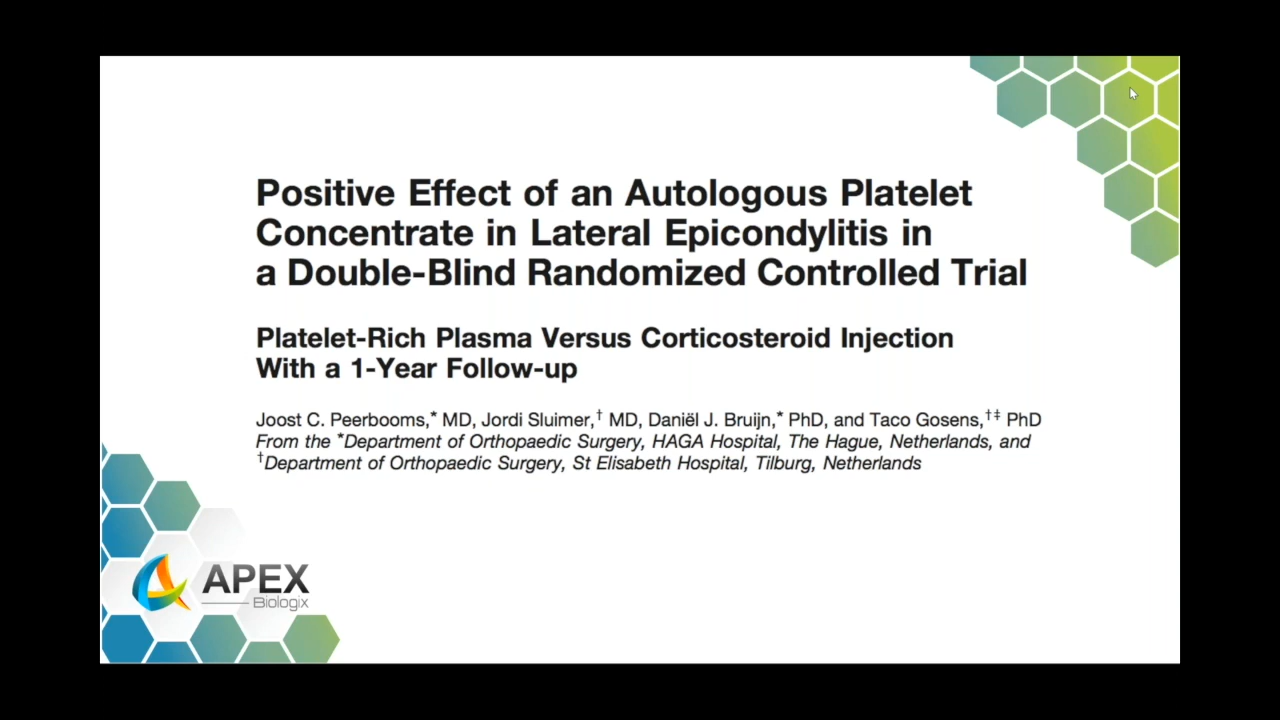 Positive Effect of an Autologous Platelet
Concentrate in Lateral Epicondylitis in
a Double-Blind Randomized Controlled Trial
Platelet-Rich Plasma Versus Corticosteroid Injection
With a 1-Year Follow-up
Joost C. Peerbooms,* MD, Jordi Sluimer,† MD, Daniël J. Bruijn,* PhD, and Taco Gosens,†‡ PhD
From the *Department of Orthopaedic Surgery, HAGA Hospital, The Hague, Netherlands, and
†Department of Orthopaedic Surgery, St Elisabeth Hospital, Tilburg, Netherlands
APEX
Biologix